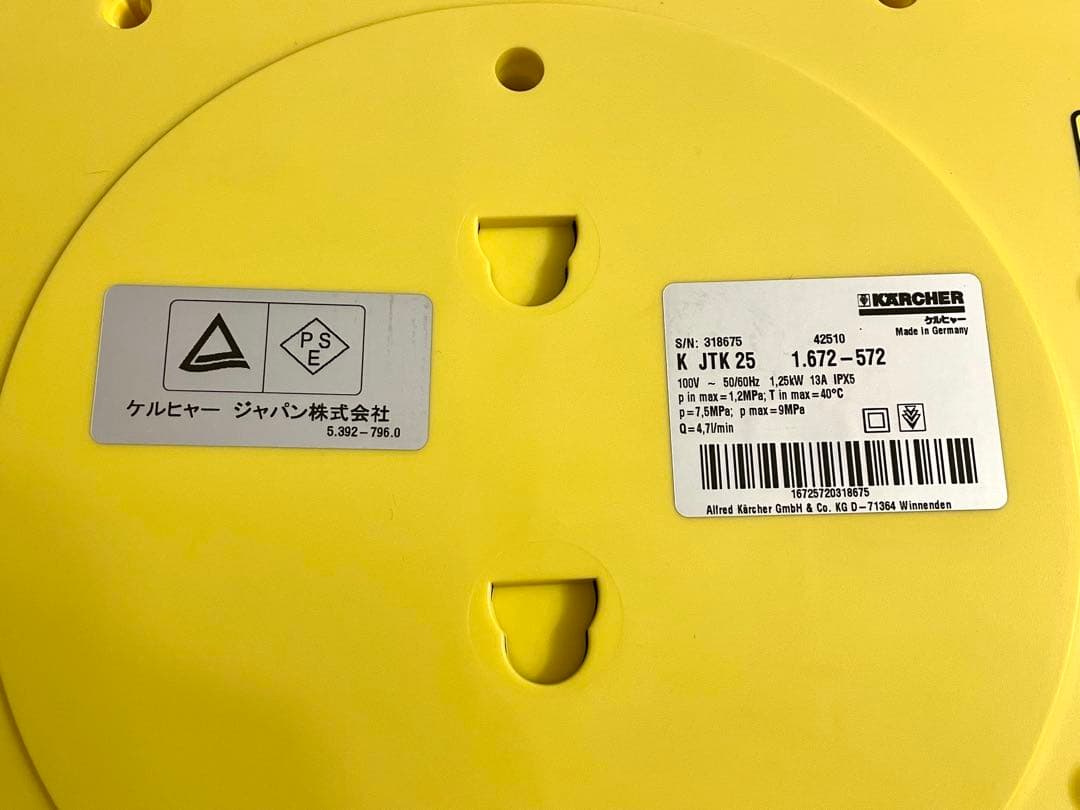 PSE
ケルヒャー ジャパン株式会社
5.392-796.0
KÄRCHER
ケルヒャー
Made in Germany
S/N: 318675 42510
K JTK 25 1.672-572
100V ~ 50/60Hz 1,25kW 13A IPX5
p in max=1,2MPa; T in max=40°C
p=7,5MPa; p max=9MPa
Q=4,7l/min
16725720318675
Alfred Kärcher GmbH & Co. KG D-71364 Winnenden